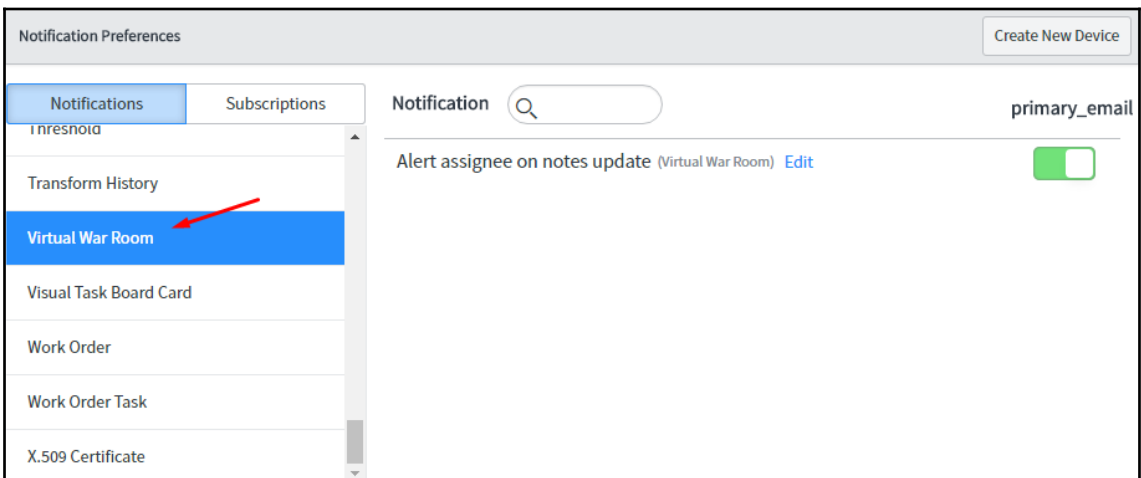 Notification Preferences
Create New Device
Notifications
Subscriptions
Threshold
Transform History
Virtual War Room
Visual Task Board Card
Work Order
Work Order Task
X.509 Certificate
Notification
primary_email
Alert assignee on notes update (Virtual War Room) Edit